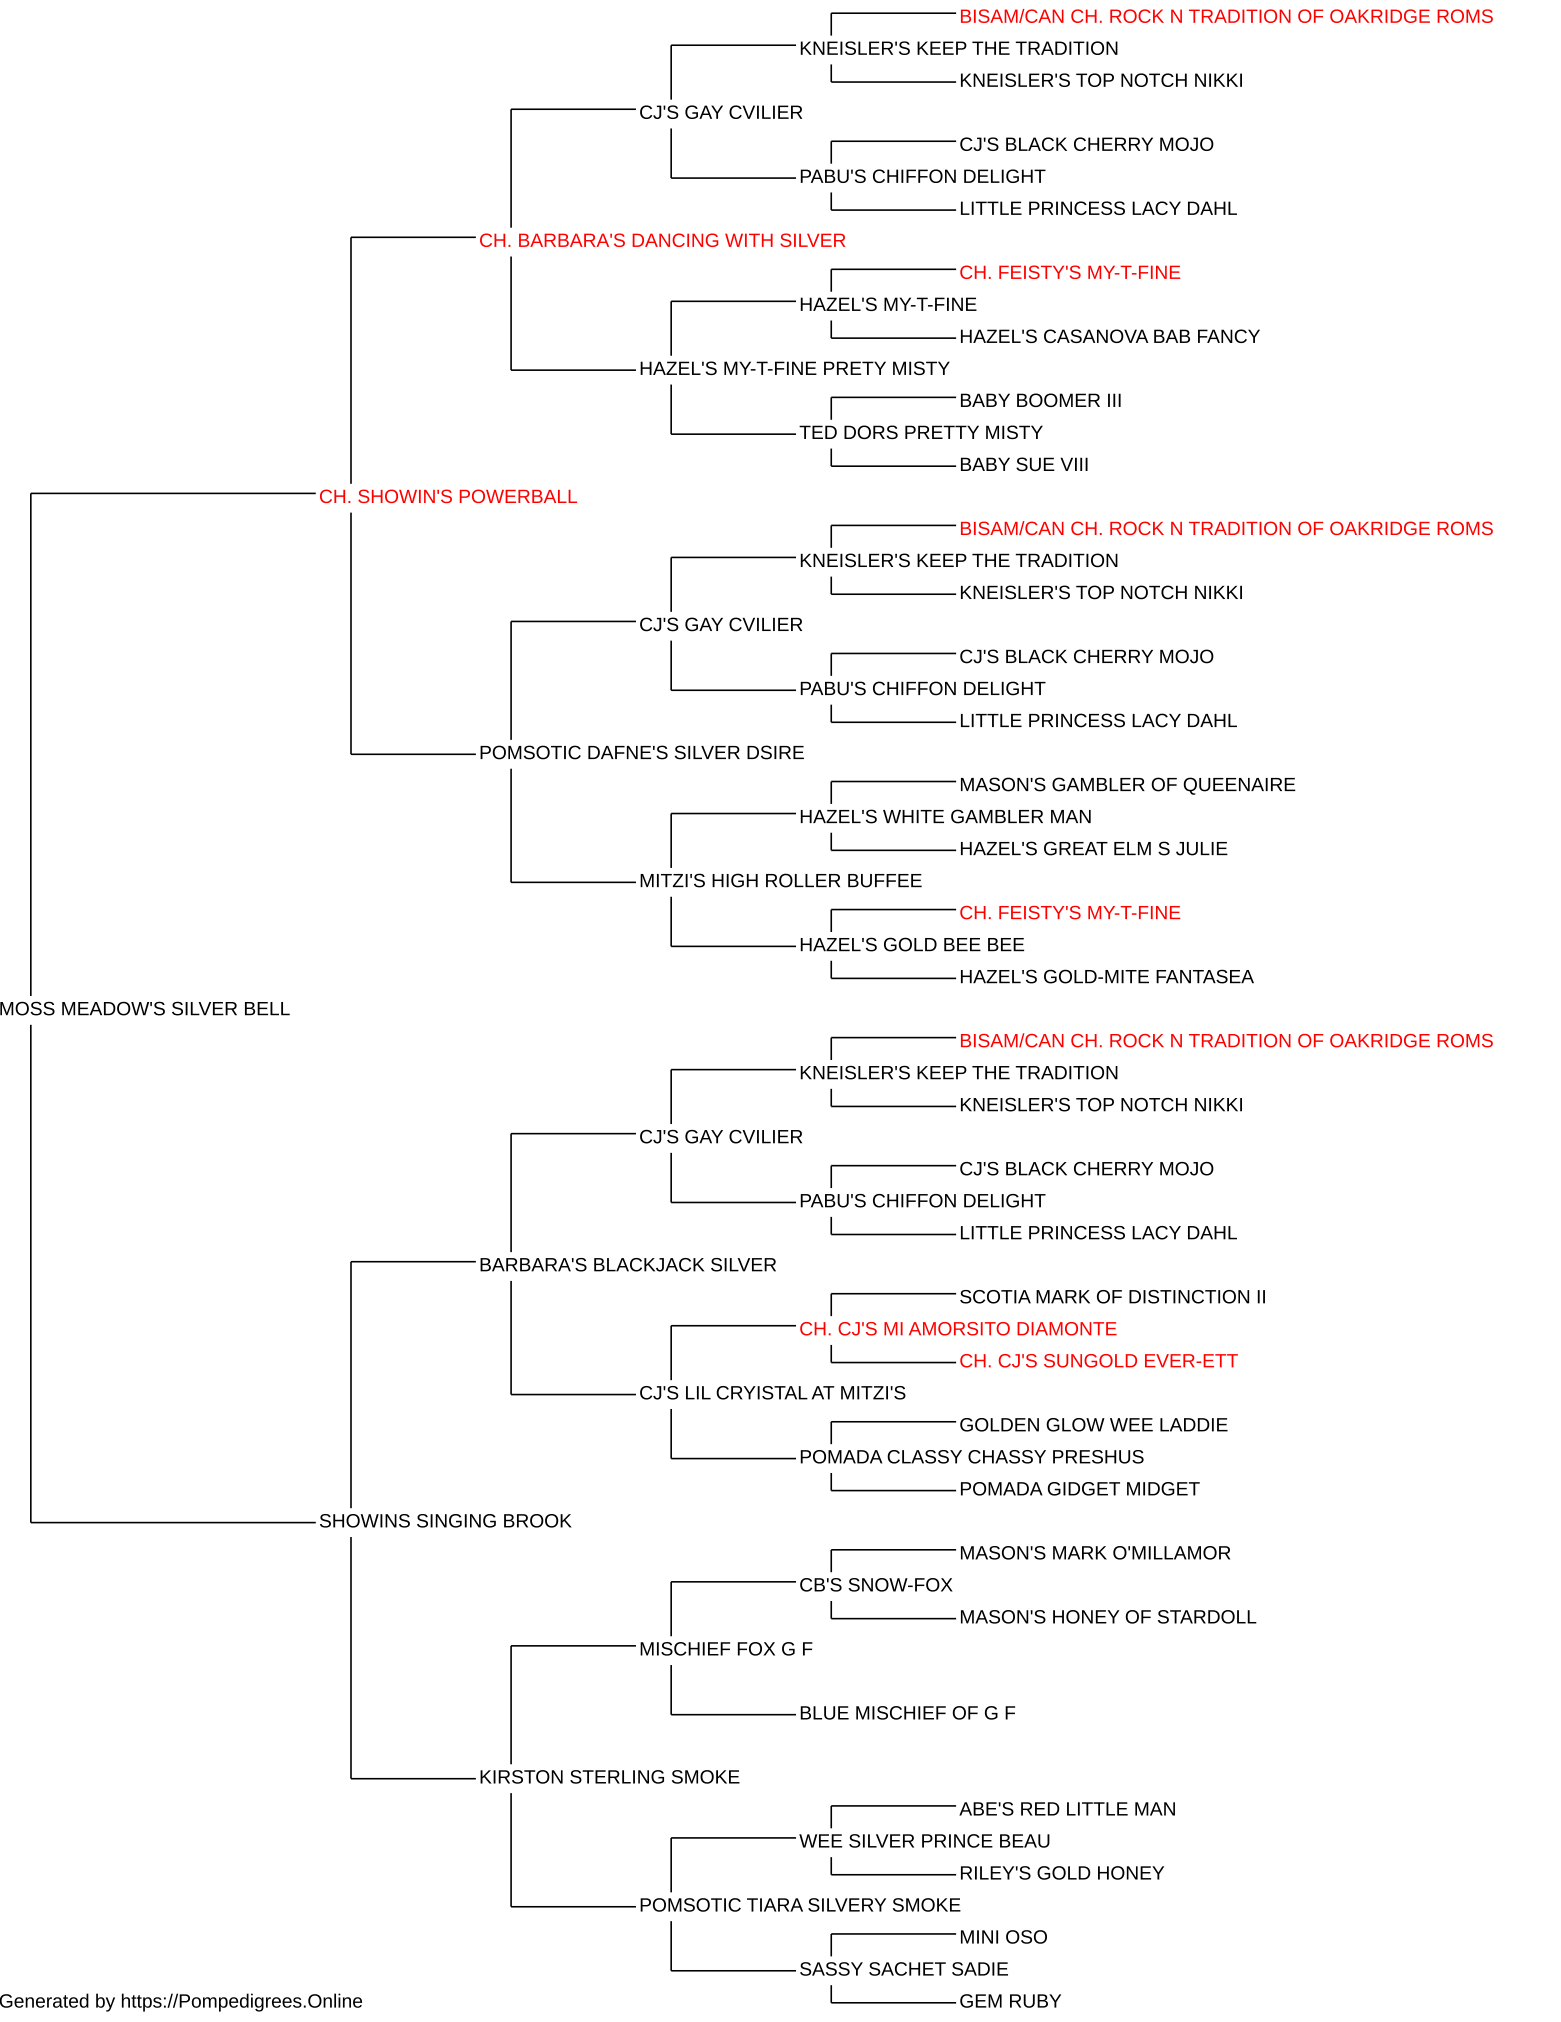 BISAM/CAN CH. ROCK N TRADITION OF OAKRIDGE ROMS
KNEISLER'S KEEP THE TRADITION
KNEISLER'S TOP NOTCH NIKKI
CJ'S GAY CVILIER
CJ'S BLACK CHERRY MOJO
PABU'S CHIFFON DELIGHT
LITTLE PRINCESS LACY DAHL
CH. BARBARA'S DANCING WITH SILVER
CH. FEISTY'S MY-T-FINE
HAZEL'S MY-T-FINE
HAZEL'S CASANOVA BAB FANCY
HAZEL'S MY-T-FINE PRETY MISTY
BABY BOOMER III
TED DORS PRETTY MISTY
BABY SUE VIII
CH. SHOWIN'S POWERBALL
BISAM/CAN CH. ROCK N TRADITION OF OAKRIDGE ROMS
KNEISLER'S KEEP THE TRADITION
KNEISLER'S TOP NOTCH NIKKI
CJ'S GAY CVILIER
CJ'S BLACK CHERRY MOJO
PABU'S CHIFFON DELIGHT
LITTLE PRINCESS LACY DAHL
POMSOTIC DAFNE'S SILVER DSIRE
MASON'S GAMBLER OF QUEENAIRE
HAZEL'S WHITE GAMBLER MAN
HAZEL'S GREAT ELM S JULIE
MITZI'S HIGH ROLLER BUFFEE
CH. FEISTY'S MY-T-FINE
HAZEL'S GOLD BEE BEE
HAZEL'S GOLD-MITE FANTASEA
MOSS MEADOW'S SILVER BELL
BISAM/CAN CH. ROCK N TRADITION OF OAKRIDGE ROMS
KNEISLER'S KEEP THE TRADITION
KNEISLER'S TOP NOTCH NIKKI
CJ'S GAY CVILIER
CJ'S BLACK CHERRY MOJO
PABU'S CHIFFON DELIGHT
LITTLE PRINCESS LACY DAHL
BARBARA'S BLACKJACK SILVER
SCOTIA MARK OF DISTINCTION II
CH. CJ'S MI AMORSITO DIAMONTE
CH. CJ'S SUNGOLD EVER-ETT
CJ'S LIL CRYISTAL AT MITZI'S
GOLDEN GLOW WEE LADDIE
POMADA CLASSY CHASSY PRESHUS
POMADA GIDGET MIDGET
SHOWINS SINGING BROOK
MASON'S MARK O'MILLAMOR
CB'S SNOW-FOX
MASON'S HONEY OF STARDOLL
MISCHIEF FOX G F
BLUE MISCHIEF OF G F
KIRSTON STERLING SMOKE
ABE'S RED LITTLE MAN
WEE SILVER PRINCE BEAU
RILEY'S GOLD HONEY
POMSOTIC TIARA SILVERY SMOKE
MINI OSO
SASSY SACHET SADIE
GEM RUBY
Generated by https://Pompedigrees.Online